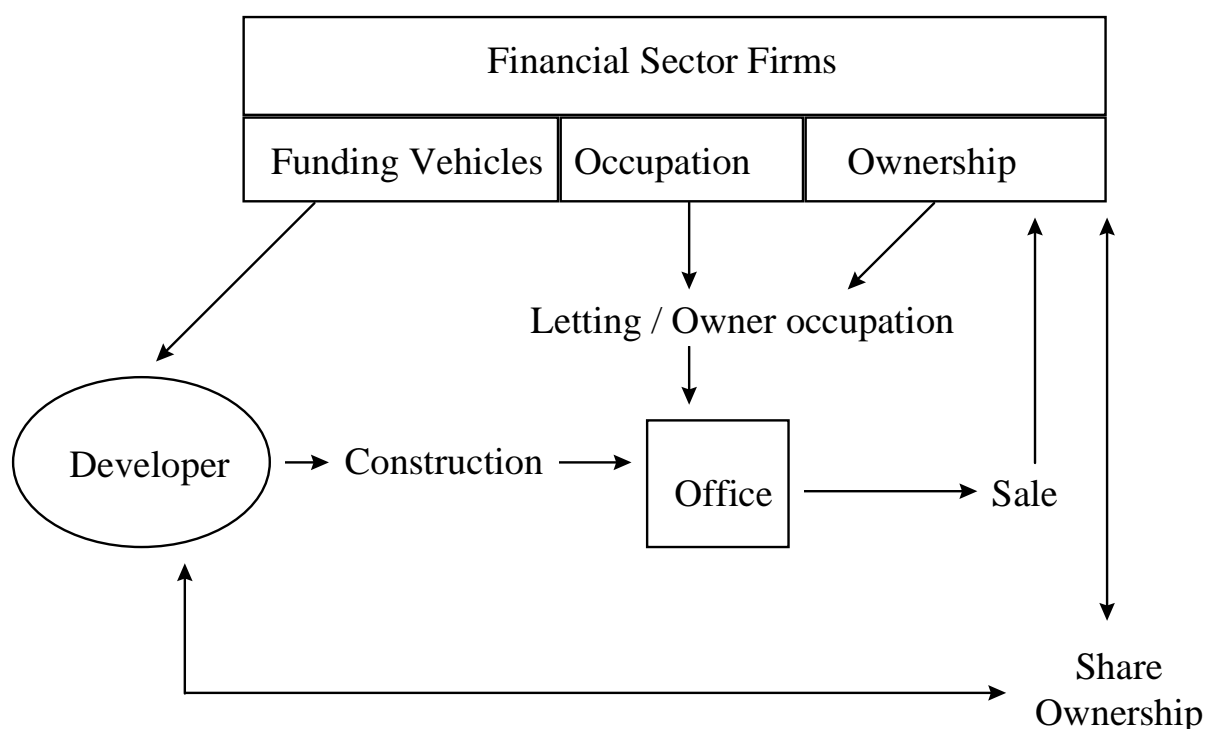 Financial Sector Firms
Funding Vehicles
Occupation
Ownership
Letting / Owner occupation
Developer
Construction
Office
Sale
Share
Ownership